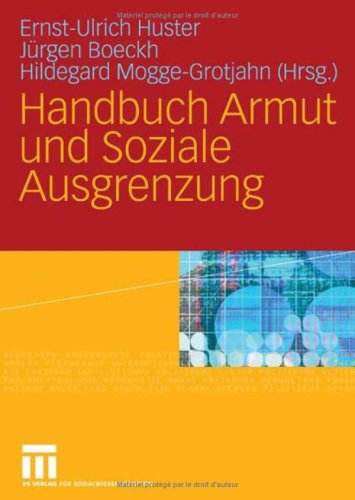 Matériel protégé par le droit d'auteur
Ernst-Ulrich Huster
Jürgen Boeckh
Hildegard Mogge-Grotjahn (Hrsg.)
Handbuch Armut
und Soziale
Ausgrenzung
VS VERLAG FÜR SOZIALWISSENSCHAFTEN
Matériel protégé par le droit d'auteur